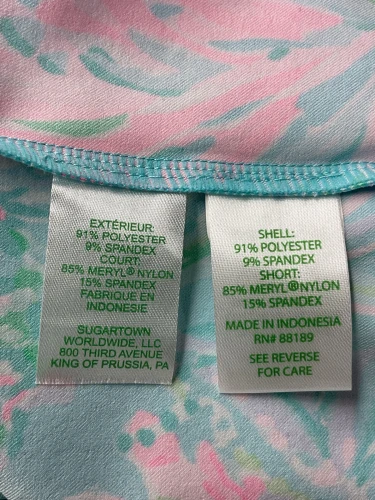 EXTÉRIEUR:
91% POLYESTER
9% SPANDEX
COURT:
85% MERYL®NYLON
15% SPANDEX
FABRIQUE EN
INDONESIE
SUGARTOWN
WORLDWIDE, LLC
800 THIRD AVENUE
KING OF PRUSSIA, PA
SHELL:
91% POLYESTER
9% SPANDEX
SHORT:
85% MERYL®NYLON
15% SPANDEX
MADE IN INDONESIA
RN# 88189
SEE REVERSE
FOR CARE